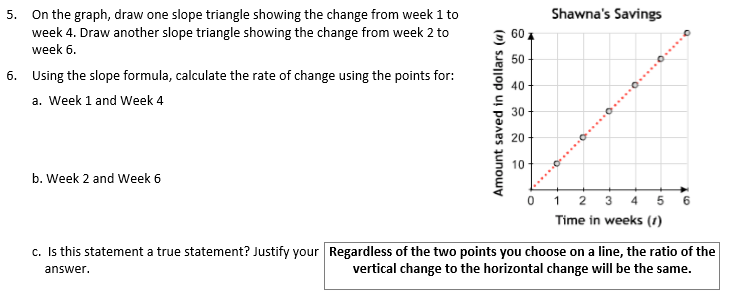 5. On the graph, draw one slope triangle showing the change from week 1 to
week 4. Draw another slope triangle showing the change from week 2 to
week 6.
6. Using the slope formula, calculate the rate of change using the points for:
a. Week 1 and Week 4
b. Week 2 and Week 6
Shawna's Savings
Amount saved in dollars (a)
60
50
40
30
20
10
0 1 2 3 4 5 6
Time in weeks (t)
c. Is this statement a true statement? Justify your
answer.
Regardless of the two points you choose on a line, the ratio of the
vertical change to the horizontal change will be the same.